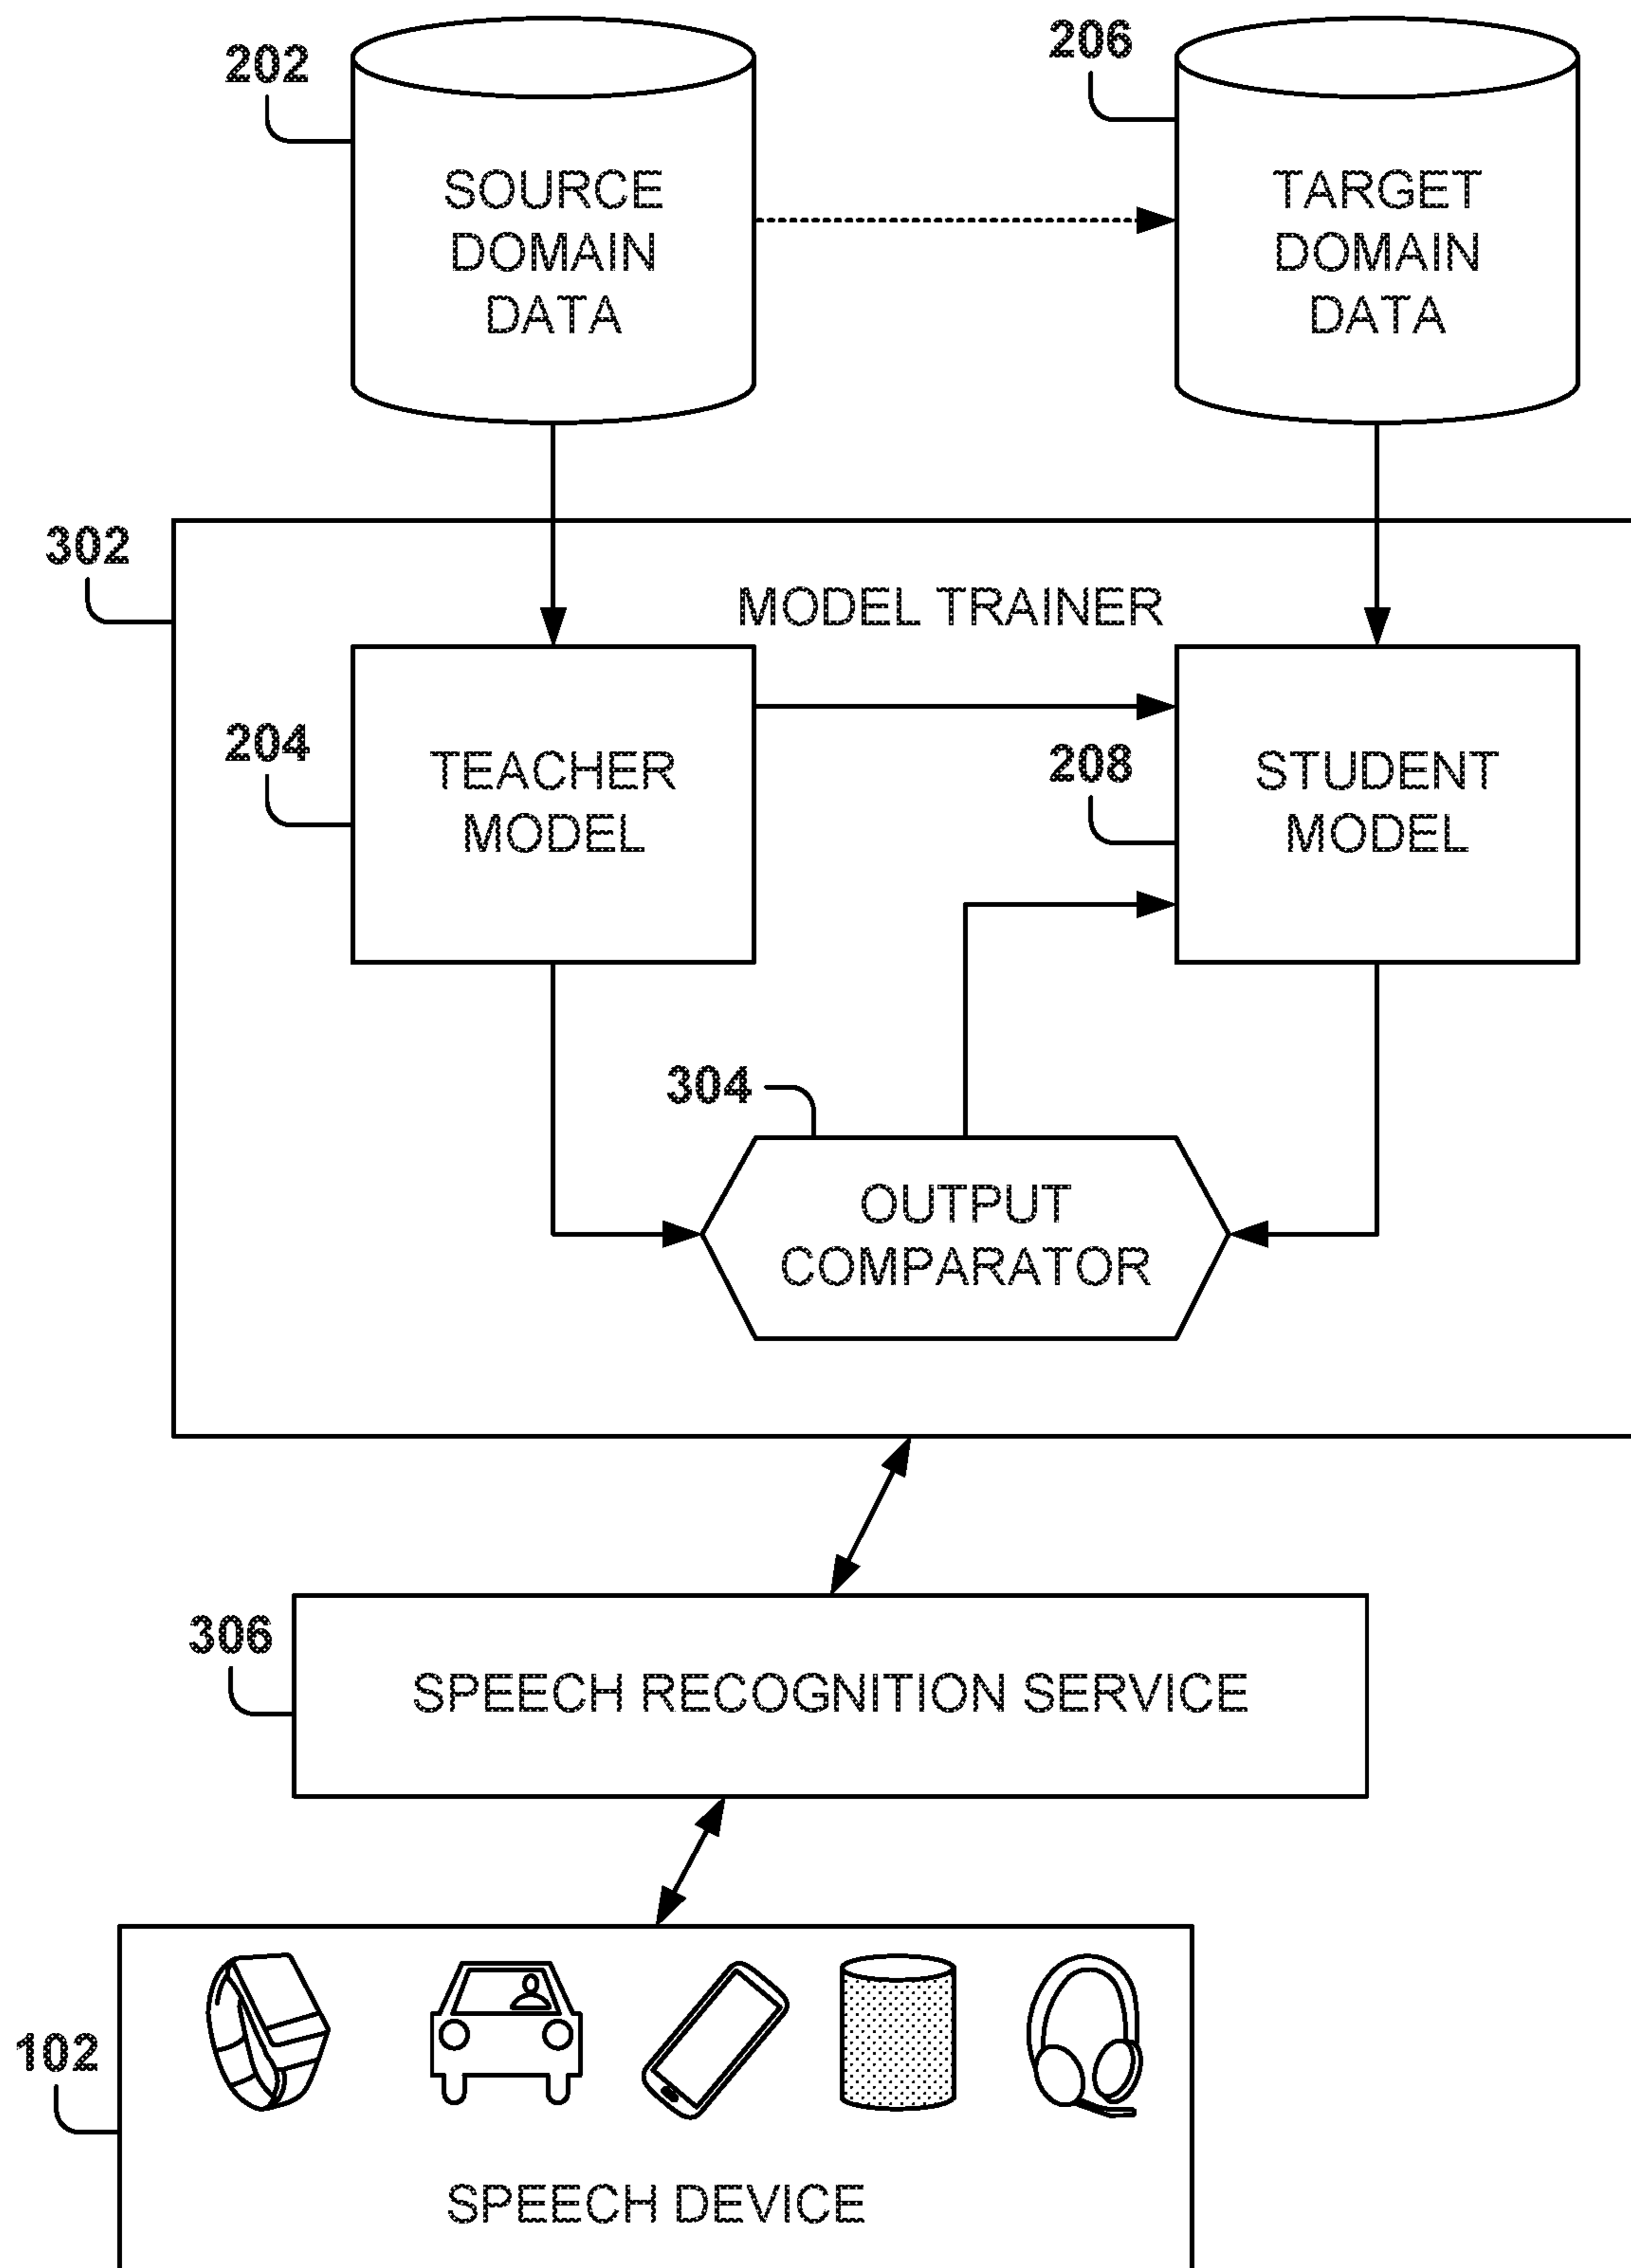 202
206
SOURCE
DOMAIN
DATA
TARGET
DOMAIN
DATA
302
MODEL TRAINER
204
TEACHER
MODEL
208
STUDENT
MODEL
304
OUTPUT
COMPARATOR
306
SPEECH RECOGNITION SERVICE
102
SPEECH DEVICE